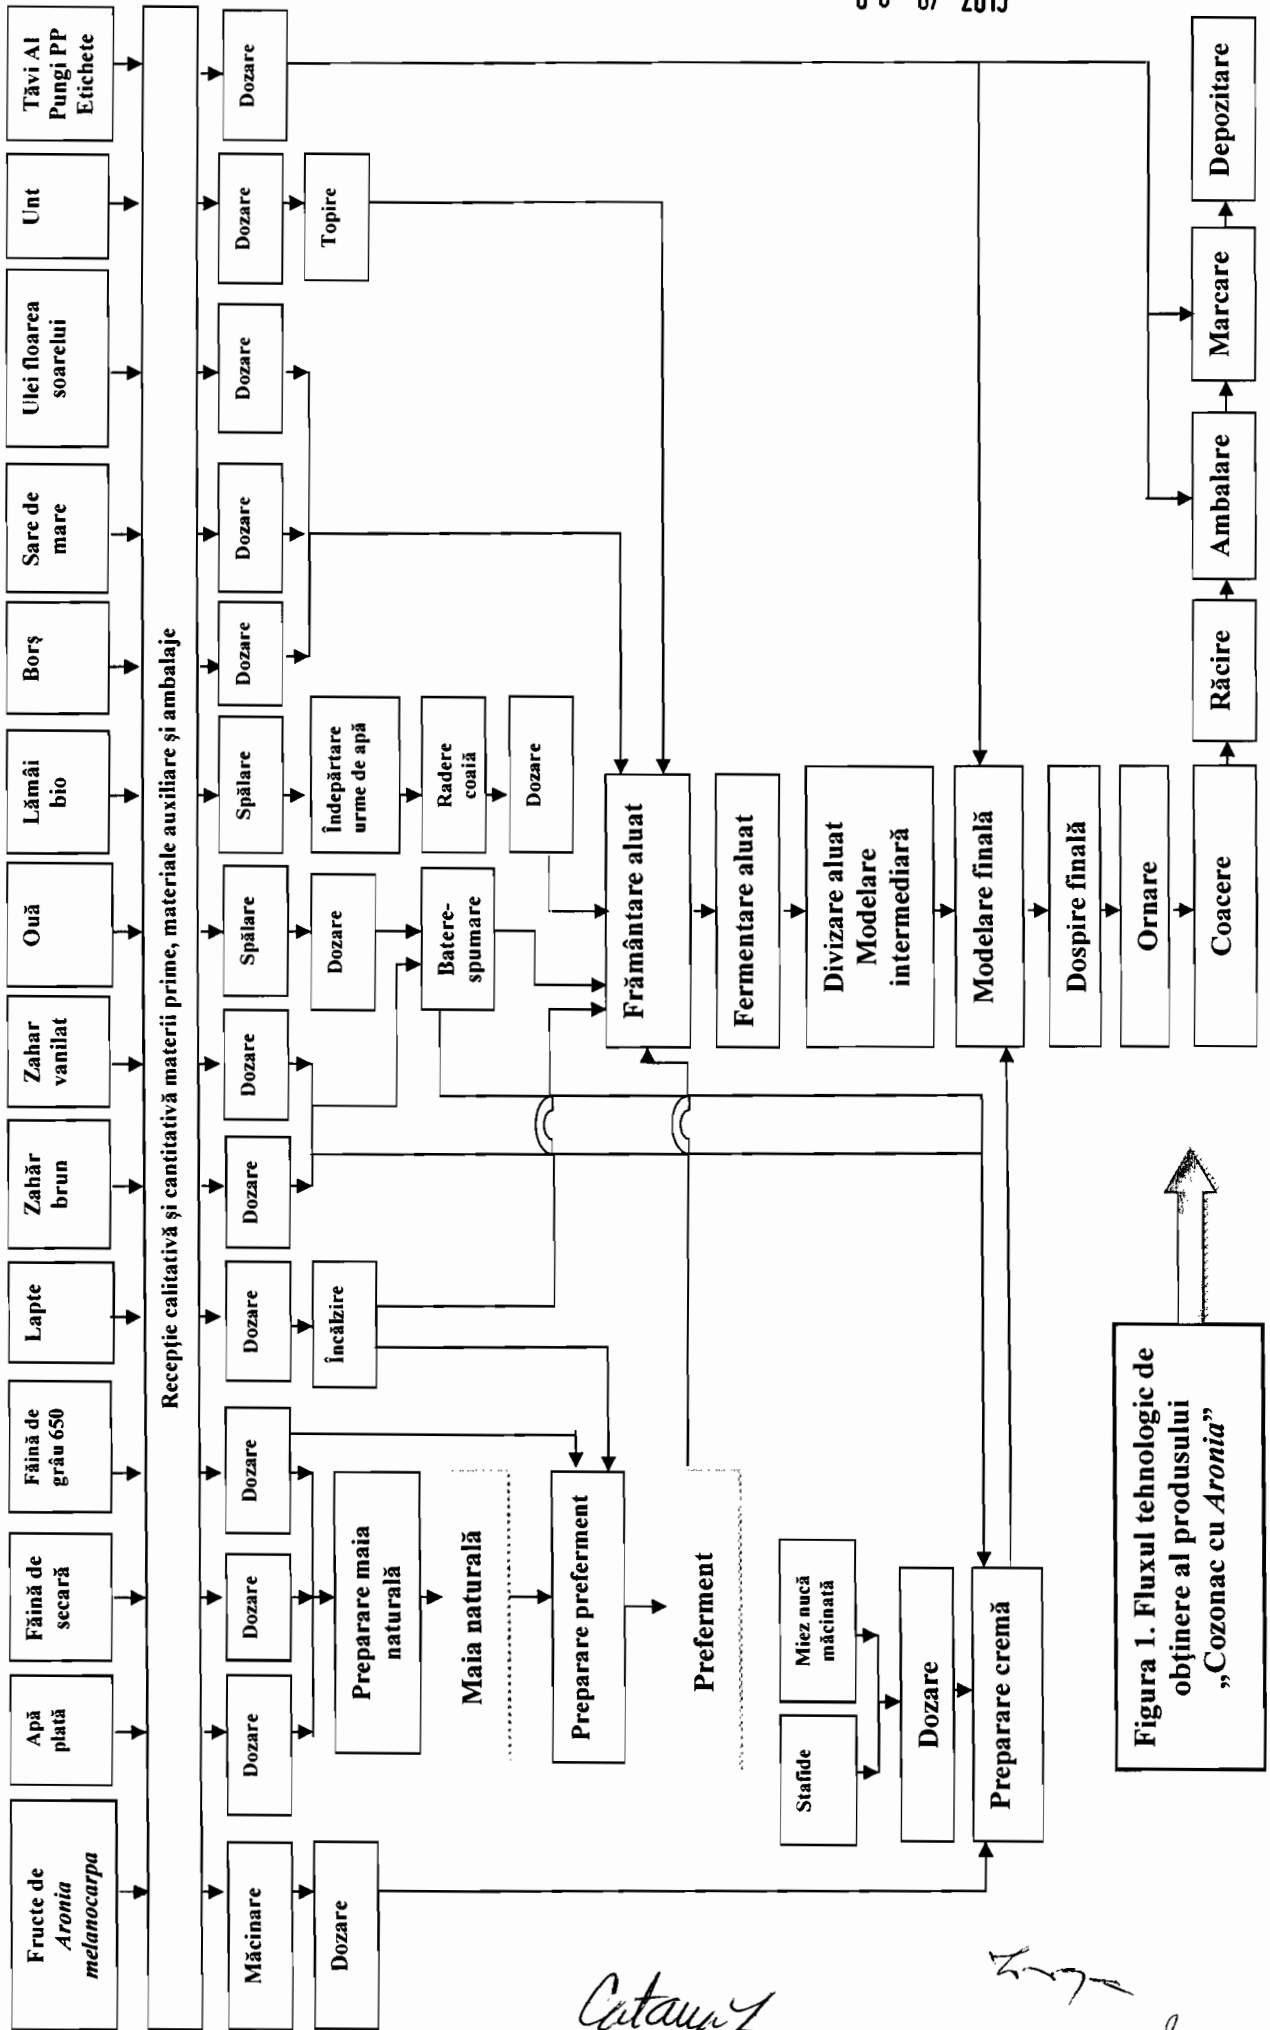 Fructe de
Aronia
melanocarpa
Apă
plată
Făină de
secară
Făină de
grâu 650
Lapte
Zahăr
brun
Zahar
vanilat
Ouă
Lămâi
bio
Borş
Sare de
mare
Ulei floarea
soarelui
Unt
Tăvi Al
Pungi PP
Etichete
Recepţie calitativă şi cantitativă materii prime, materiale auxiliare şi ambalaje
Măcinare
Dozare
Dozare
Dozare
Dozare
Dozare
Dozare
Spălare
Spălare
Dozare
Dozare
Dozare
Dozare
Dozare
Dozare
Încălzire
Dozare
Îndepărtare
urme de apă
Topire
Preparare maia
naturală
Batere-
spumare
Radere
coaiă
Maia naturală
Dozare
Preparare preferment
Frământare aluat
Preferment
Fermentare aluat
Stafide
Miez nucă
măcinată
Divizare aluat
Modelare
intermediară
Dozare
Preparare cremă
Modelare finală
Dospire finală
Ornare
Coacere
Răcire
Ambalare
Marcare
Depozitare
Figura 1. Fluxul tehnologic de
obţinere al produsului
„Cozonac cu Aronia”